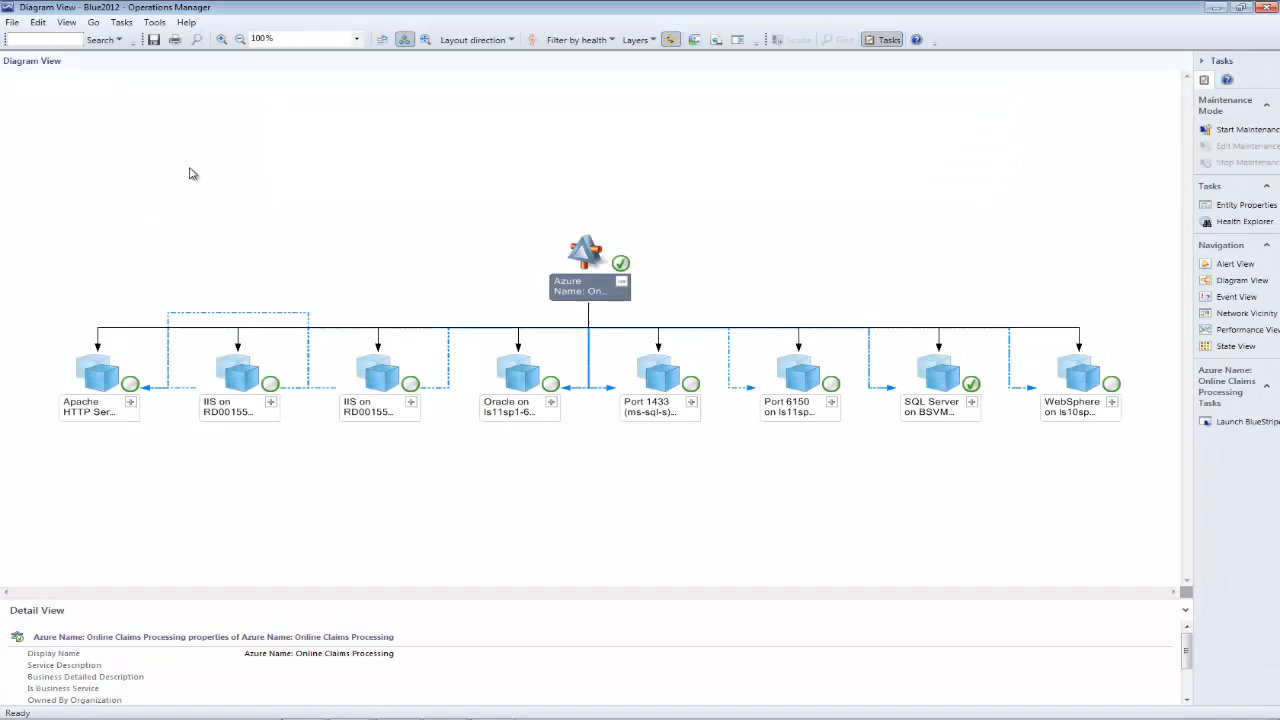 Diagram View - Blue2012 - Operations Manager
File Edit View Go Tasks Tools Help
Search 100% Layout direction Filter by health Layers Scope Find Tasks
Diagram View
Tasks
Maintenance
Mode
Start Maintenanc
Edit Maintenance
Stop Maintenanc
Tasks
Entity Properties
Health Explorer
Navigation
Alert View
Diagram View
Event View
Network Vicinity
Performance View
State View
Azure Name:
Online Claims
Processing
Tasks
Launch BlueStripe
Azure
Name: On...
Apache
HTTP Ser...
IIS on
RD00155...
IIS on
RD00155...
Oracle on
ls11sp1-6...
Port 1433
(ms-sql-s)...
Port 6150
on ls11sp...
SQL Server
on BSVM...
WebSphere
on ls10sp...
Detail View
Azure Name: Online Claims Processing properties of Azure Name: Online Claims Processing
Display Name Azure Name: Online Claims Processing
Service Description
Business Detailed Description
Is Business Service
Owned By Organization
Ready